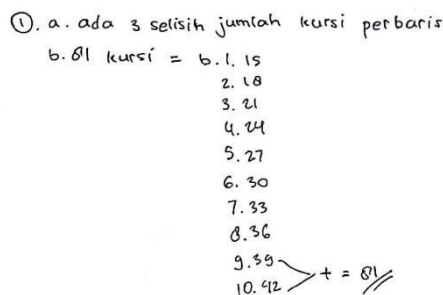 ①. a. ada 3 selisih jumlah kursi perbaris
b. 81 kursi = b. 1. 15
2. 18
3. 21
4. 24
5. 27
6. 30
7. 33
8. 36
9. 39
10. 42 > + = 81